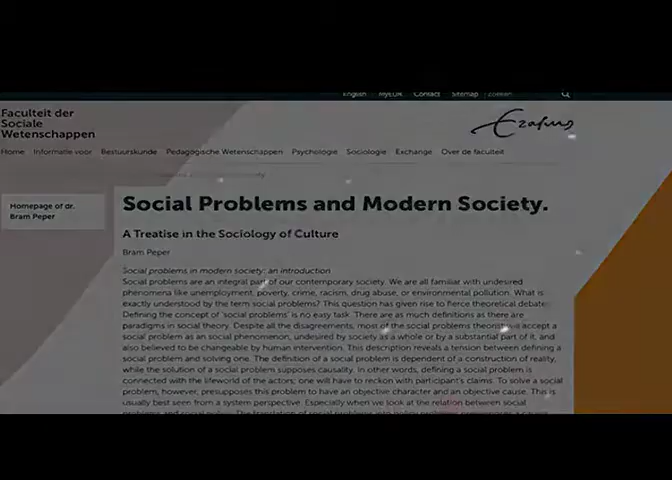 English MyEUR Contact Sitemap zoeken
Faculteit der
Sociale
Wetenschappen
Erasmus
Home Informatie voor Bestuurskunde Pedagogische Wetenschappen Psychologie Sociologie Exchange Over de faculteit
Homepage of dr.
Bram Peper
Social Problems and Modern Society.
A Treatise in the Sociology of Culture
Bram Peper
Social problems in modern society: an introduction
Social problems are an integral part of our contemporary society. We are all familiar with undesired
phenomena like unemployment, poverty, crime, racism, drug abuse, or environmental pollution. What is
exactly understood by the term social problems? This question has given rise to fierce theoretical debate.
Defining the concept of 'social problems' is no easy task. There are as much definitions as there are
paradigms in social theory. Despite all the disagreements, most of the social problems theorists accept a
social problem as an social phenomenon, undesired by society as a whole or by a substantial part of it, and
also believed to be changeable by human intervention. This description reveals a tension between defining a
social problem and solving one. The definition of a social problem is dependent of a construction of reality,
while the solution of a social problem supposes causality. In other words, defining a social problem is
connected with the lifeworld of the actors; one will have to reckon with participant's claims. To solve a social
problem, however, presupposes this problem to have an objective character and an objective cause. This is
usually best seen from a system perspective. Especially when we look at the relation between social